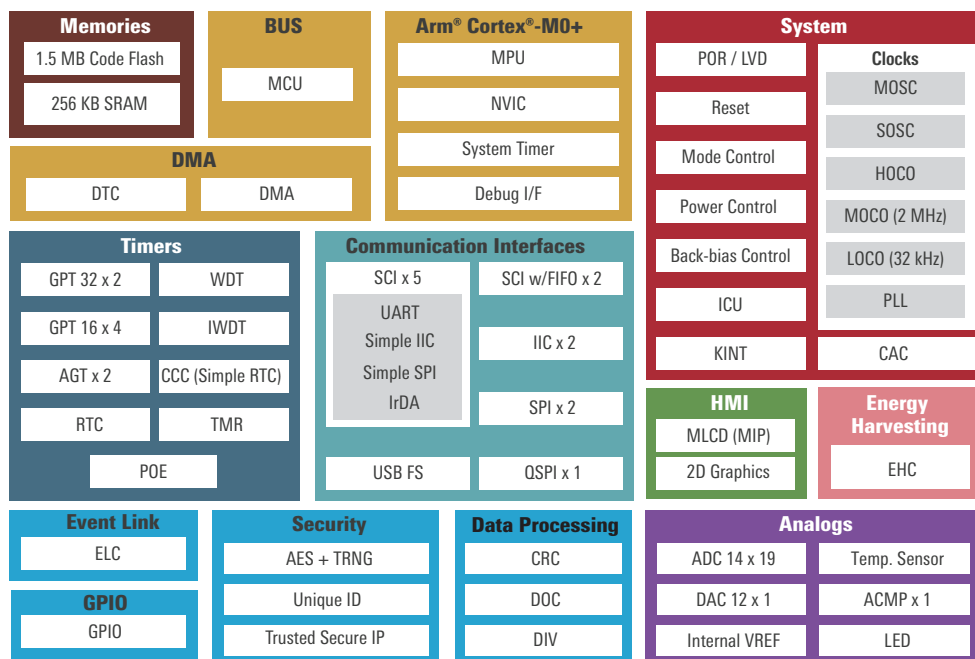 Memories
1.5 MB Code Flash
256 KB SRAM
BUS
MCU
Arm® Cortex®-M0+
MPU
NVIC
System Timer
Debug I/F
DMA
DTC
DMA
System
POR / LVD
Reset
Mode Control
Power Control
Back-bias Control
ICU
KINT
Clocks
MOSC
SOSC
HOCO
MOCO (2 MHz)
LOCO (32 kHz)
PLL
CAC
Timers
GPT 32 x 2
WDT
GPT 16 x 4
IWDT
AGT x 2
CCC (Simple RTC)
RTC
TMR
POE
Communication Interfaces
SCI x 5
UART
Simple IIC
Simple SPI
IrDA
SCI w/FIFO x 2
IIC x 2
SPI x 2
USB FS
QSPI x 1
HMI
MLCD (MIP)
2D Graphics
Energy
Harvesting
EHC
Event Link
ELC
GPIO
GPIO
Security
AES + TRNG
Unique ID
Trusted Secure IP
Data Processing
CRC
DOC
DIV
Analogs
ADC 14 x 19
Temp. Sensor
DAC 12 x 1
ACMP x 1
Internal VREF
LED